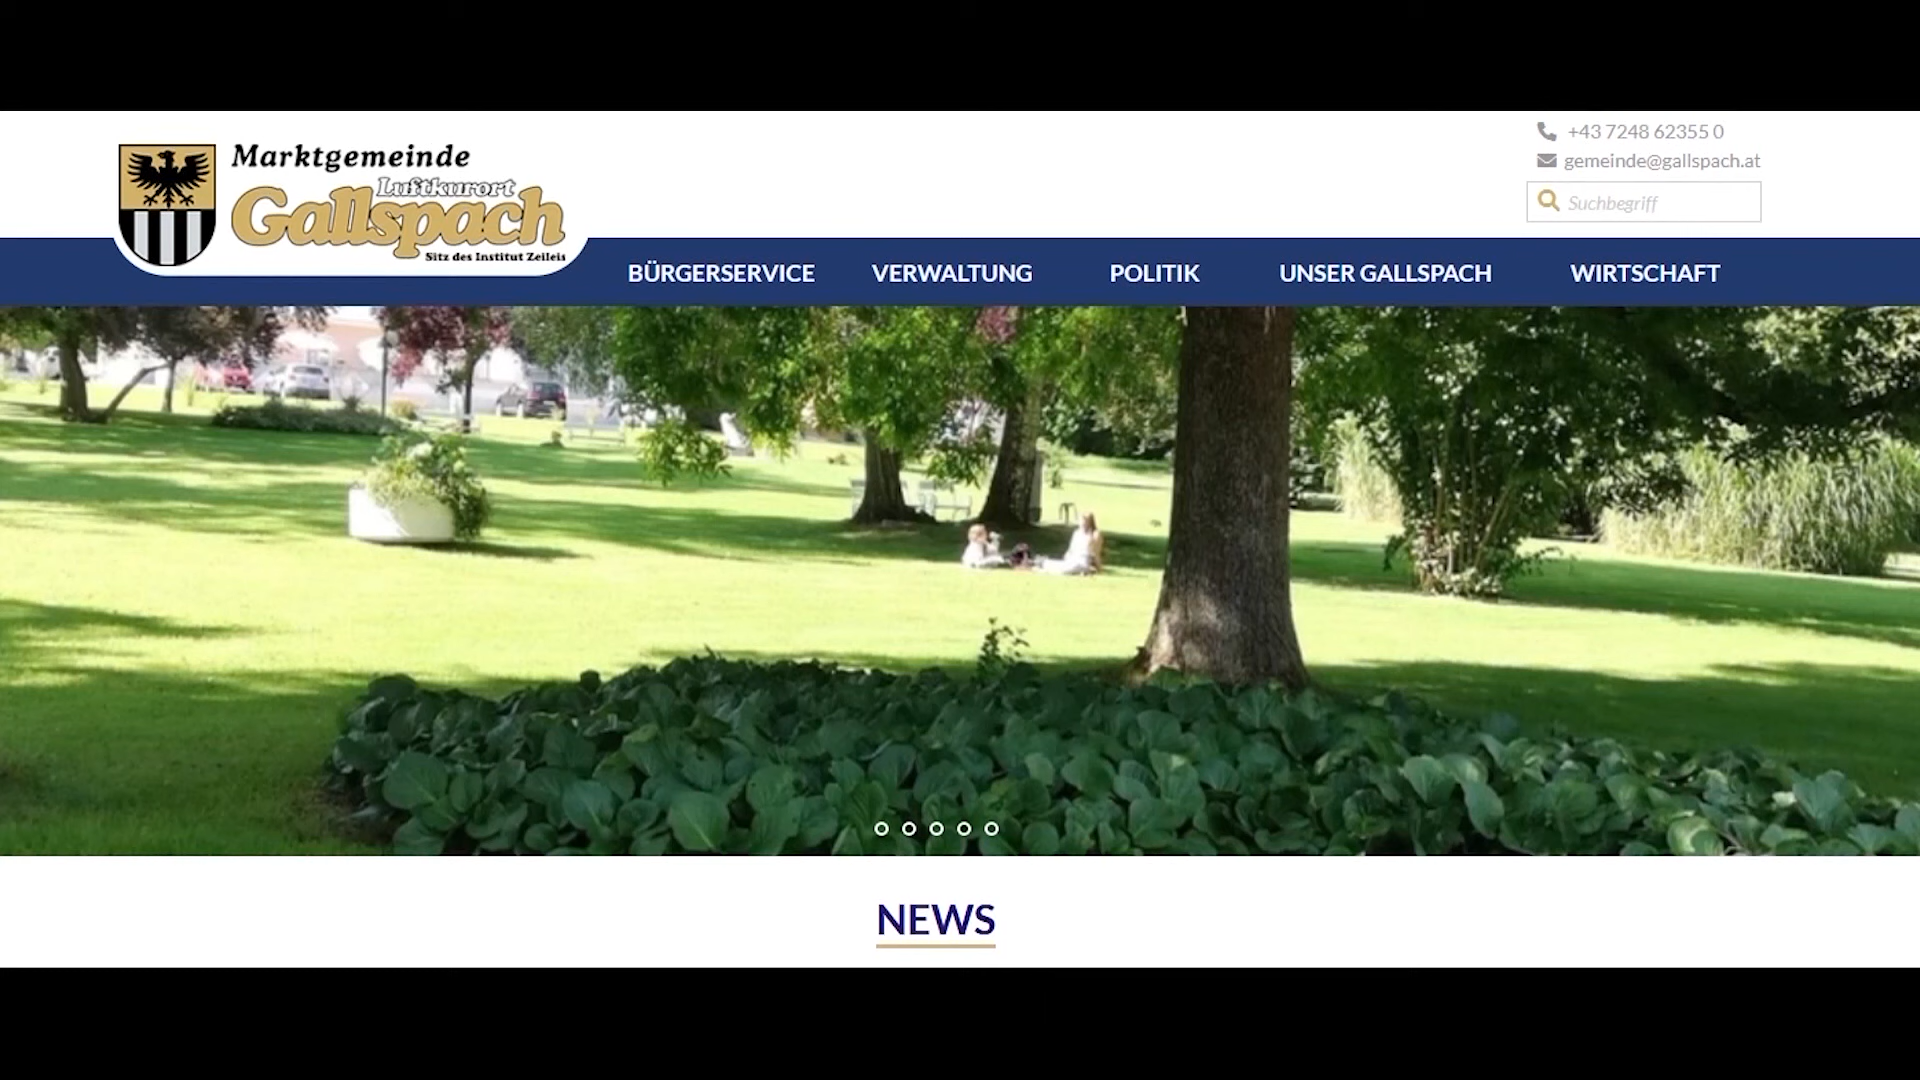 Marktgemeinde
Luftkurort
Gallspach
Sitz des Institut Zeileis
+43 7248 62355 0
gemeinde@gallspach.at
Suchbegriff
BÜRGERSERVICE VERWALTUNG POLITIK UNSER GALLSPACH WIRTSCHAFT
NEWS